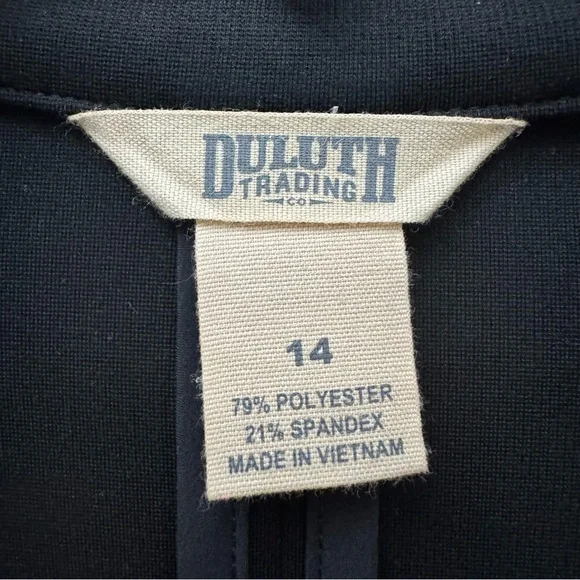 DULUTH
TRADING
CO
14
79% POLYESTER
21% SPANDEX
MADE IN VIETNAM